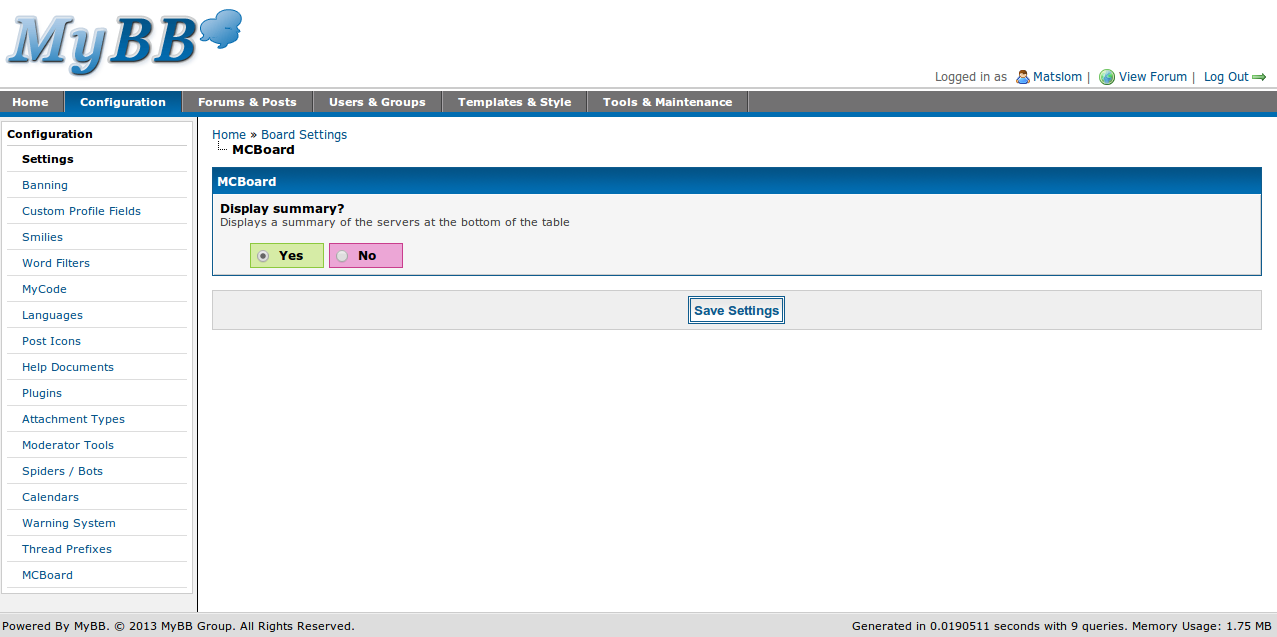 MyBB
Logged in as Matslom | View Forum | Log Out
Home Configuration Forums & Posts Users & Groups Templates & Style Tools & Maintenance
Configuration
Settings
Banning
Custom Profile Fields
Smilies
Word Filters
MyCode
Languages
Post Icons
Help Documents
Plugins
Attachment Types
Moderator Tools
Spiders / Bots
Calendars
Warning System
Thread Prefixes
MCBoard
Home » Board Settings
MCBoard
MCBoard
Display summary?
Displays a summary of the servers at the bottom of the table
Yes No
Save Settings
Powered By MyBB. © 2013 MyBB Group. All Rights Reserved.
Generated in 0.0190511 seconds with 9 queries. Memory Usage: 1.75 MB